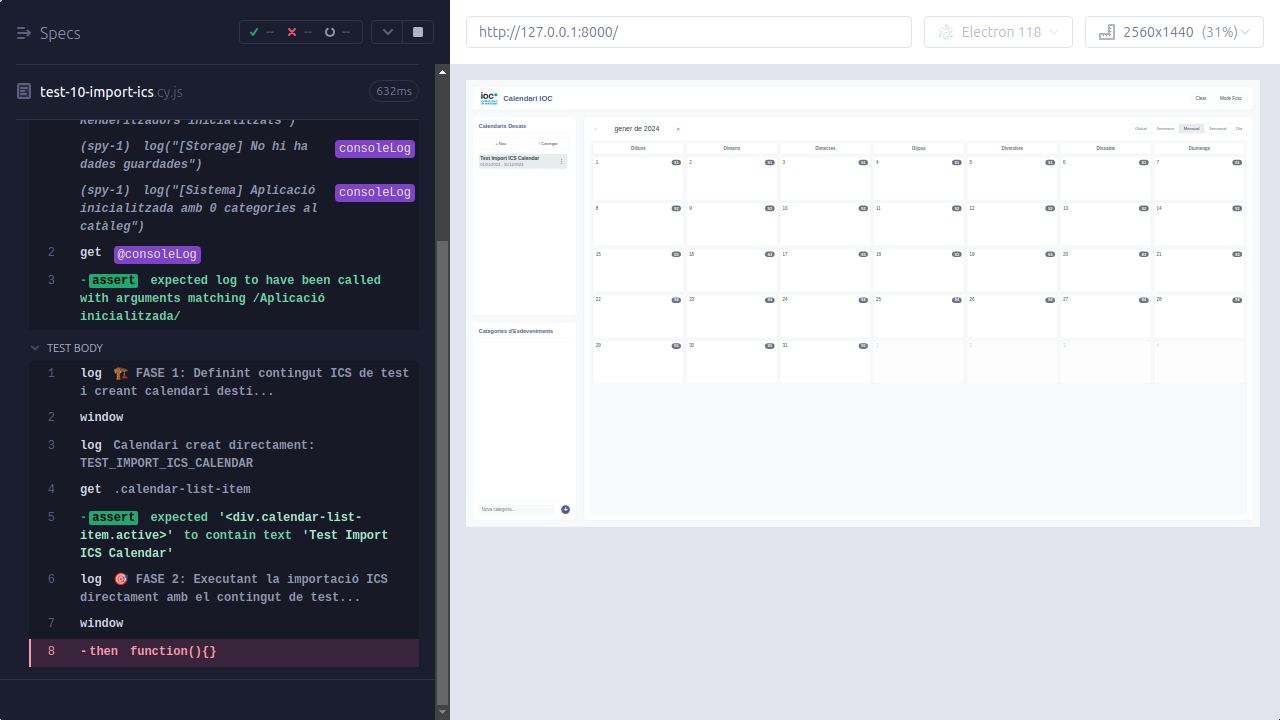 Specs
--
--
--
http://127.0.0.1:8000/
Electron 118
2560x1440 (31%)
test-10-import-ics.cy.js
632ms
Renderitzadors inicialitzats")
(spy-1) log("[Storage] No hi ha dades guardades")
consoleLog
(spy-1) log("[Sistema] Aplicació inicialitzada amb 0 categories al catàleg")
consoleLog
2 get @consoleLog
3 -assert expected log to have been called with arguments matching /Aplicació inicialitzada/
TEST BODY
1 log 🏗️ FASE 1: Definint contingut ICS de test i creant calendari destí...
2 window
3 log Calendari creat directament: TEST_IMPORT_ICS_CALENDAR
4 get .calendar-list-item
5 -assert expected '<div.calendar-list-item.active>' to contain text 'Test Import ICS Calendar'
6 log 🎯 FASE 2: Executant la importació ICS directament amb el contingut de test...
7 window
8 -then function(){}
ioc
Calendari IOC
Clear
Mode Fosc
Calendaris Desats
+ Nou
Carregar
Test Import ICS Calendar
Categories d'Esdeveniments
Nova categoria...
+
<
gener de 2024
>
Global
Semestre
Mensual
Setmanal
Dia
Dilluns Dimarts Dimecres Dijous Divendres Dissabte Diumenge
1 2 3 4 5 6 7
8 9 10 11 12 13 14
15 16 17 18 19 20 21
22 23 24 25 26 27 28
29 30 31 1 2 3 4